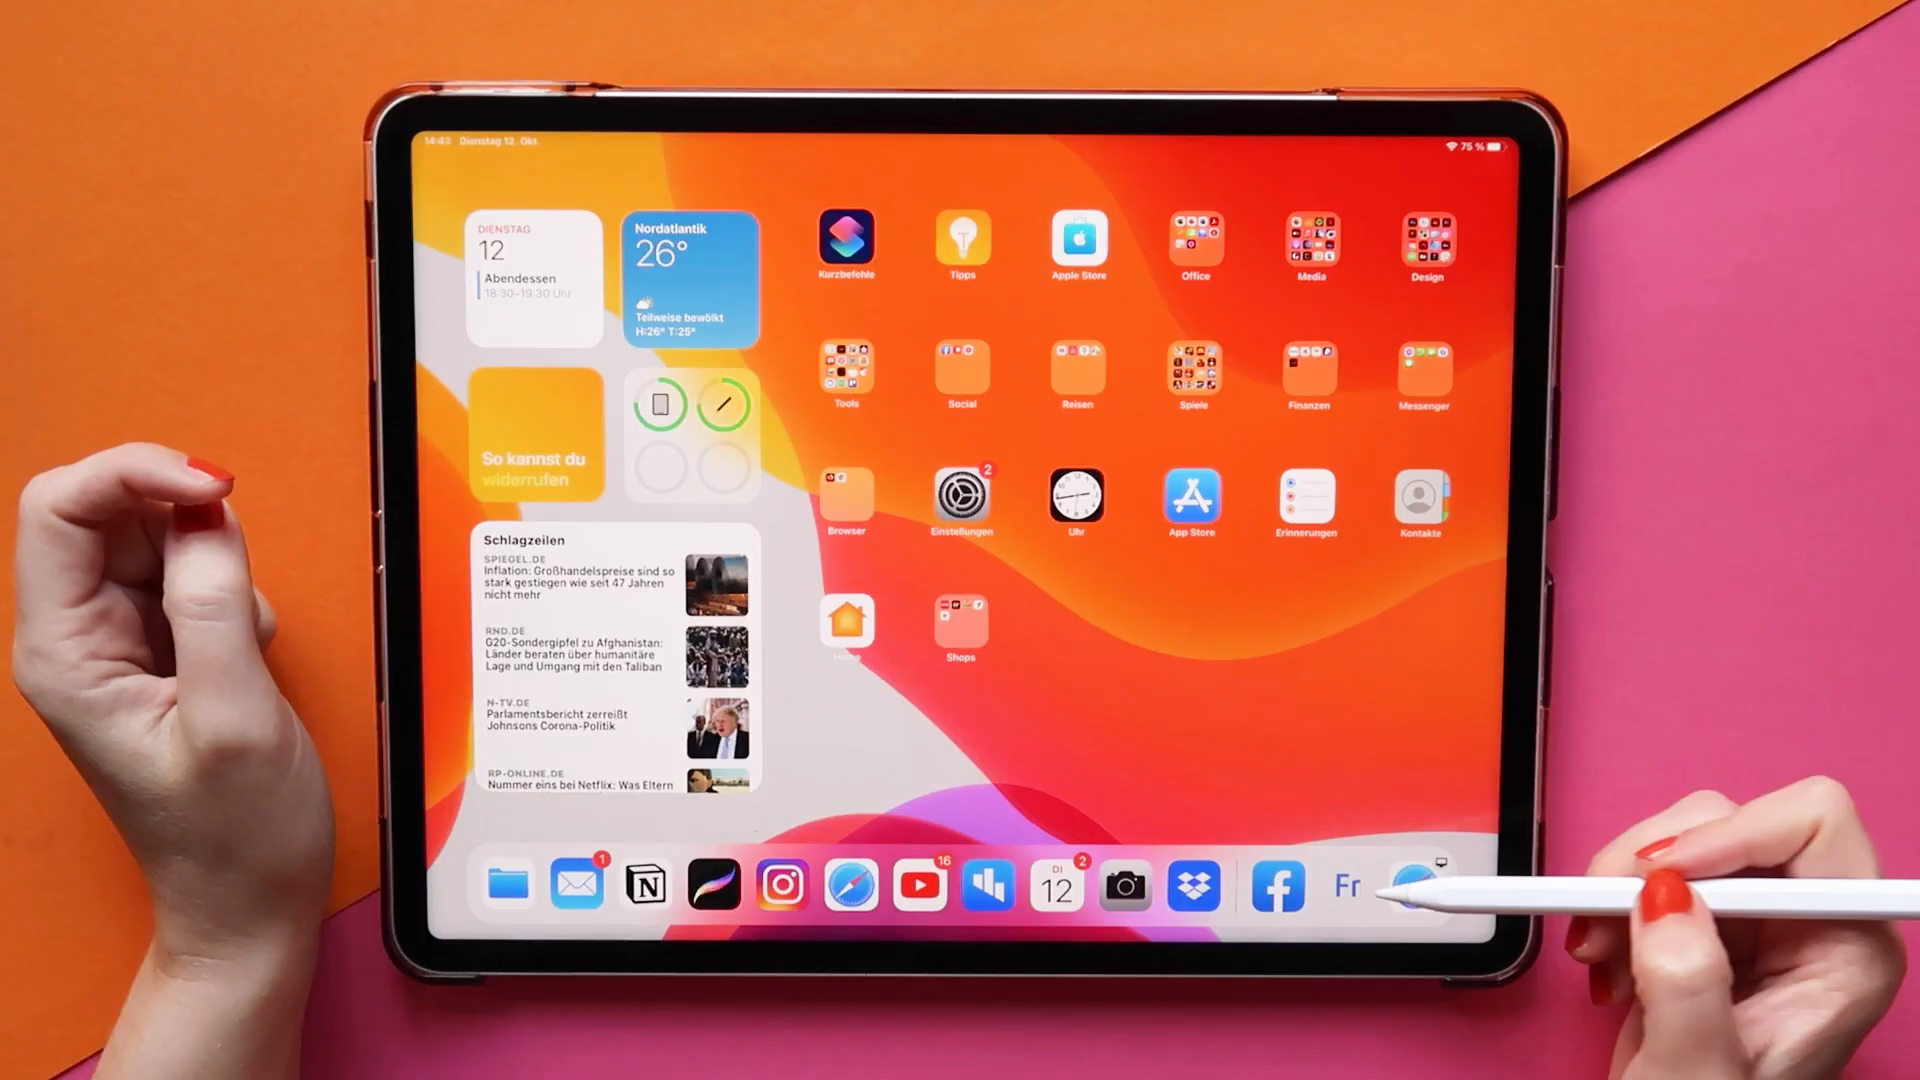 14:43 Dienstag 12. Okt
75 %
DIENSTAG
12
Abendessen
18:30–19:30 Uhr
Nordatlantik
26°
Teilweise bewölkt
H:26° T:25°
So kannst du
widerrufen
Schlagzeilen
SPIEGEL.DE
Inflation: Großhandelspreise sind so
stark gestiegen wie seit 47 Jahren
nicht mehr
RND.DE
G20-Sondergipfel zu Afghanistan:
Länder beraten über humanitäre
Lage und Umgang mit den Taliban
N-TV.DE
Parlamentsbericht zerreißt
Johnsons Corona-Politik
RP-ONLINE.DE
Nummer eins bei Netflix: Was Eltern
Kurzbefehle
Tipps
Apple Store
Office
Media
Design
Tools
Social
Reisen
Spiele
Finanzen
Messenger
Browser
2
Einstellungen
Uhr
App Store
Erinnerungen
Kontakte
Home
Shops
1
N
16
DI
12
2
Fr